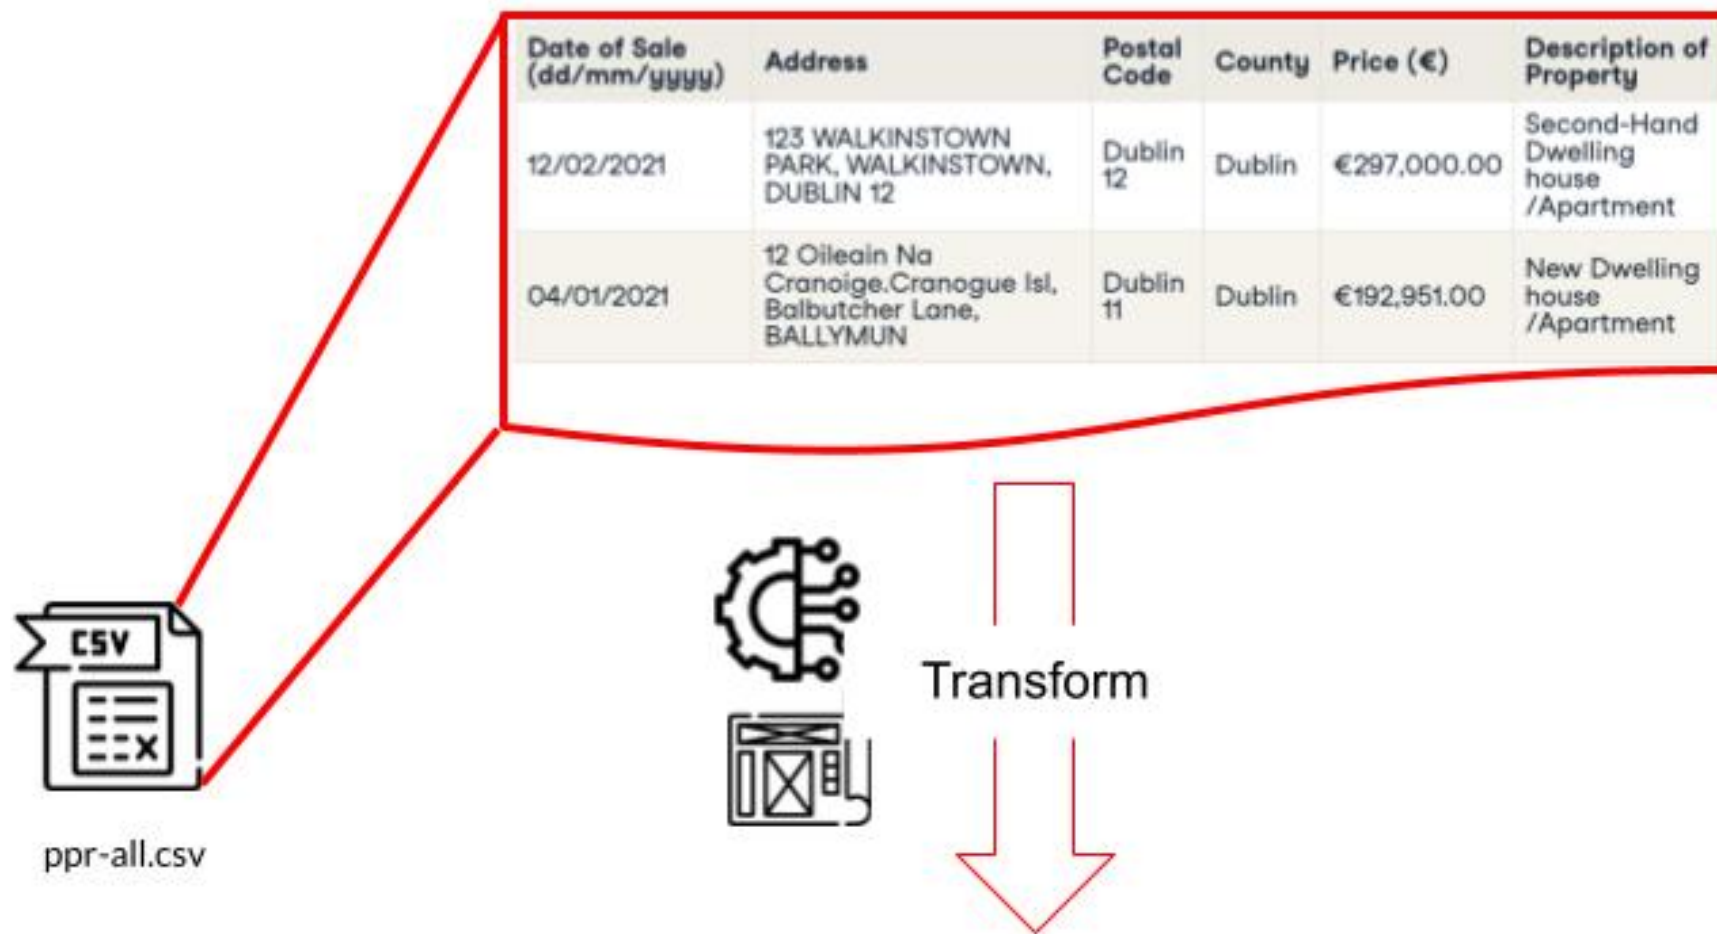 Date of Sale
(dd/mm/yyyy)
Address
Postal
Code
County
Price (€)
Description of
Property
12/02/2021
123 WALKINSTOWN
PARK, WALKINSTOWN,
DUBLIN 12
Dublin
12
Dublin
€297,000.00
Second-Hand
Dwelling
house
/Apartment
04/01/2021
12 Oileain Na
Cranoige.Cranogue Isl,
Balbutcher Lane,
BALLYMUN
Dublin
11
Dublin
€192,951.00
New Dwelling
house
/Apartment
CSV
Transform
ppr-all.csv